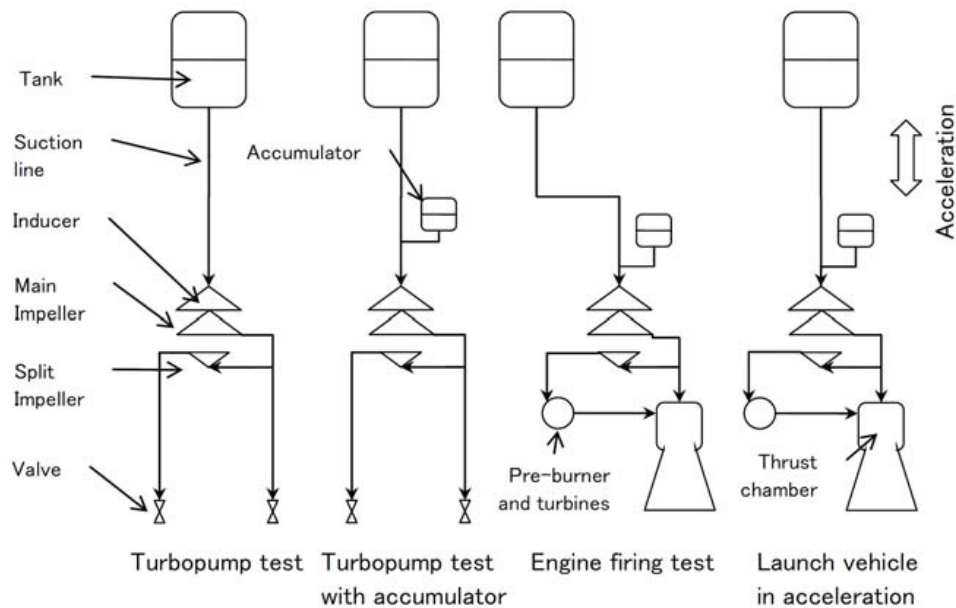 Tank
Suction
line
Accumulator
Acceleration
Inducer
Main
Impeller
Split
Impeller
Valve
Pre-burner
and turbines
Thrust
chamber
Turbopump test
Turbopump test
with accumulator
Engine firing test
Launch vehicle
in acceleration